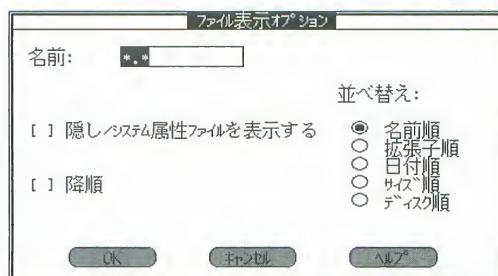 ﾌｧｲﾙ表示ｵﾌﾟｼｮﾝ
名前: *.*
並べ替え:
[ ] 隠し/ｼｽﾃﾑ属性ﾌｧｲﾙを表示する
名前順
拡張子順
日付順
[ ] 降順
ｻｲｽﾞ順
ﾃﾞｨｽｸ順
OK
ｷｬﾝｾﾙ
ﾍﾙﾌﾟ